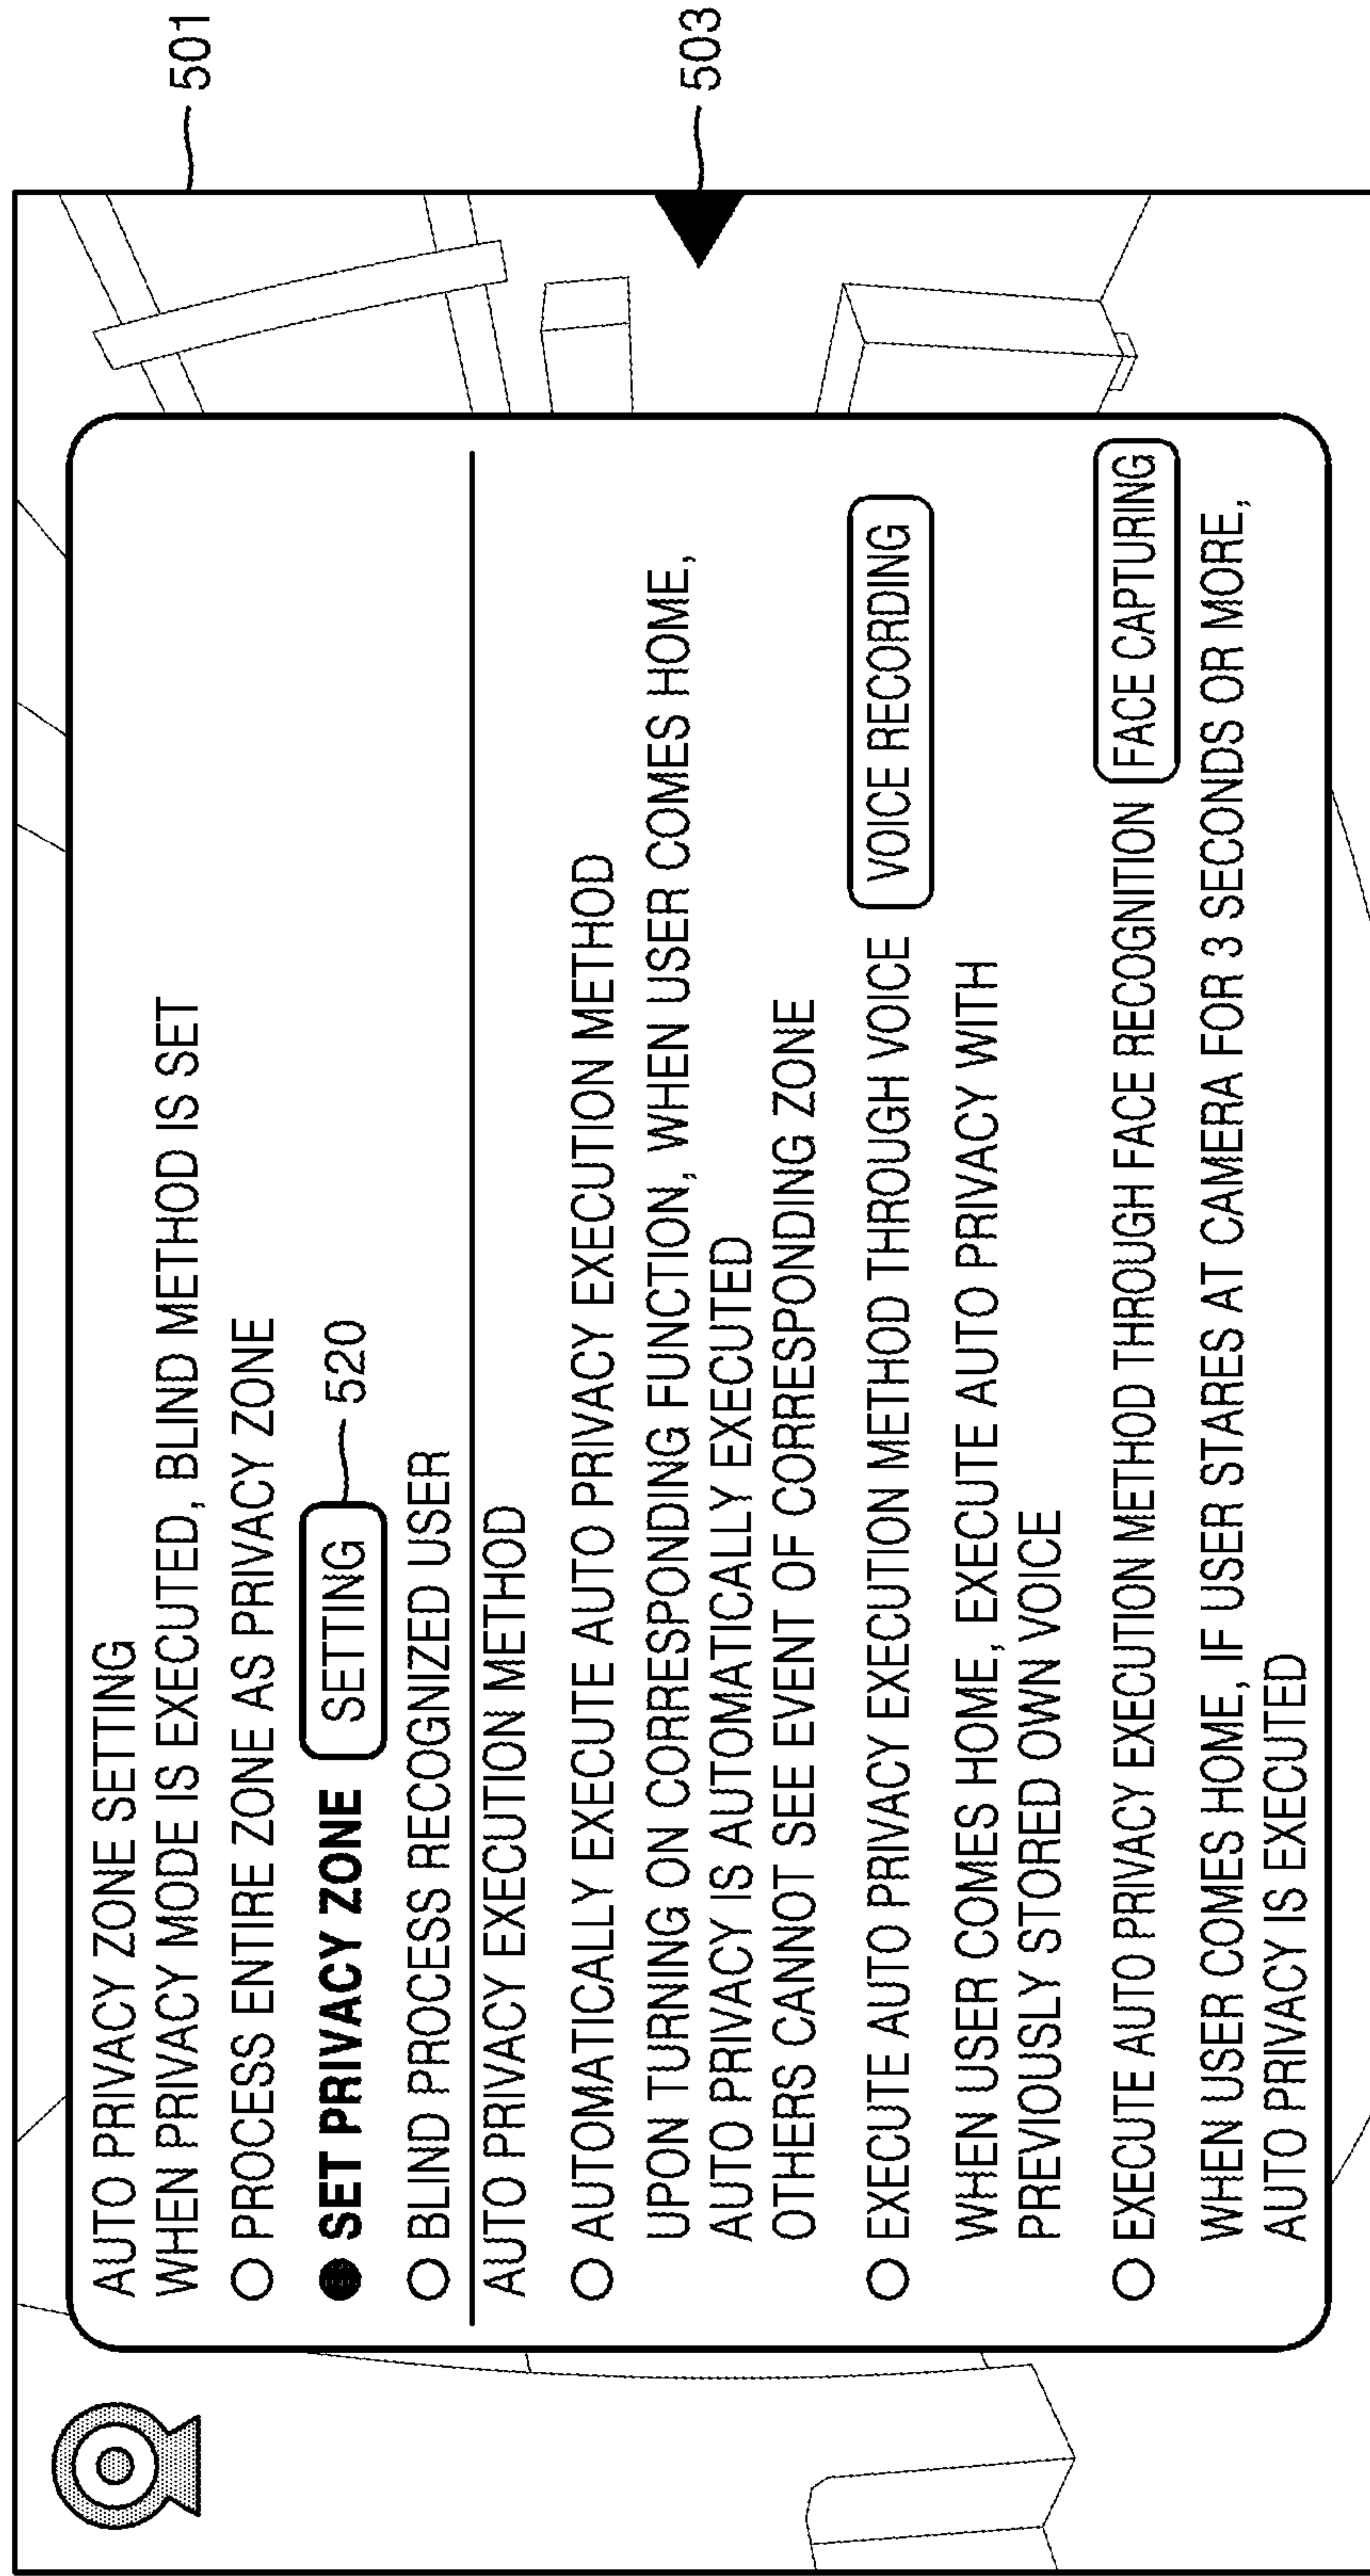 AUTO PRIVACY ZONE SETTING
WHEN PRIVACY MODE IS EXECUTED, BLIND METHOD IS SET
PROCESS ENTIRE ZONE AS PRIVACY ZONE
SET PRIVACY ZONE SETTING 520
BLIND PROCESS RECOGNIZED USER
AUTO PRIVACY EXECUTION METHOD
AUTOMATICALLY EXECUTE AUTO PRIVACY EXECUTION METHOD
UPON TURNING ON CORRESPONDING FUNCTION, WHEN USER COMES HOME,
AUTO PRIVACY IS AUTOMATICALLY EXECUTED
OTHERS CANNOT SEE EVENT OF CORRESPONDING ZONE
EXECUTE AUTO PRIVACY EXECUTION METHOD THROUGH VOICE VOICE RECORDING
WHEN USER COMES HOME, EXECUTE AUTO PRIVACY WITH
PREVIOUSLY STORED OWN VOICE
EXECUTE AUTO PRIVACY EXECUTION METHOD THROUGH FACE RECOGNITION FACE CAPTURING
WHEN USER COMES HOME, IF USER STARES AT CAMERA FOR 3 SECONDS OR MORE,
AUTO PRIVACY IS EXECUTED
501
503